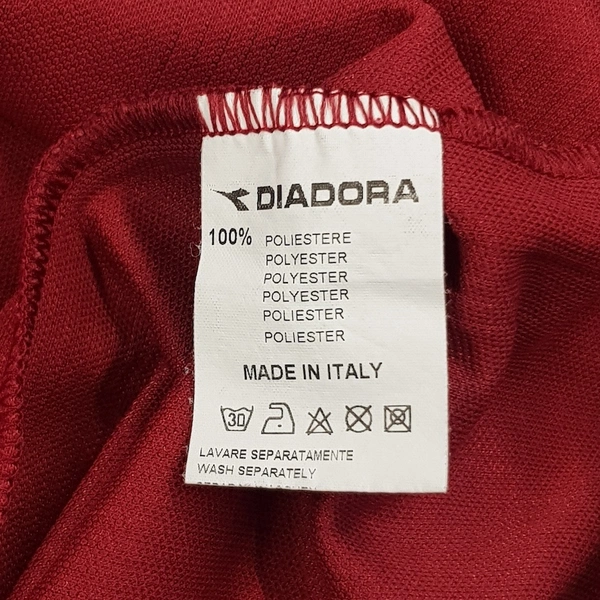 DIADORA
100% POLIESTERE
POLYESTER
POLYESTER
POLYESTER
POLIESTER
POLIESTER
MADE IN ITALY
30
LAVARE SEPARATAMENTE
WASH SEPARATELY